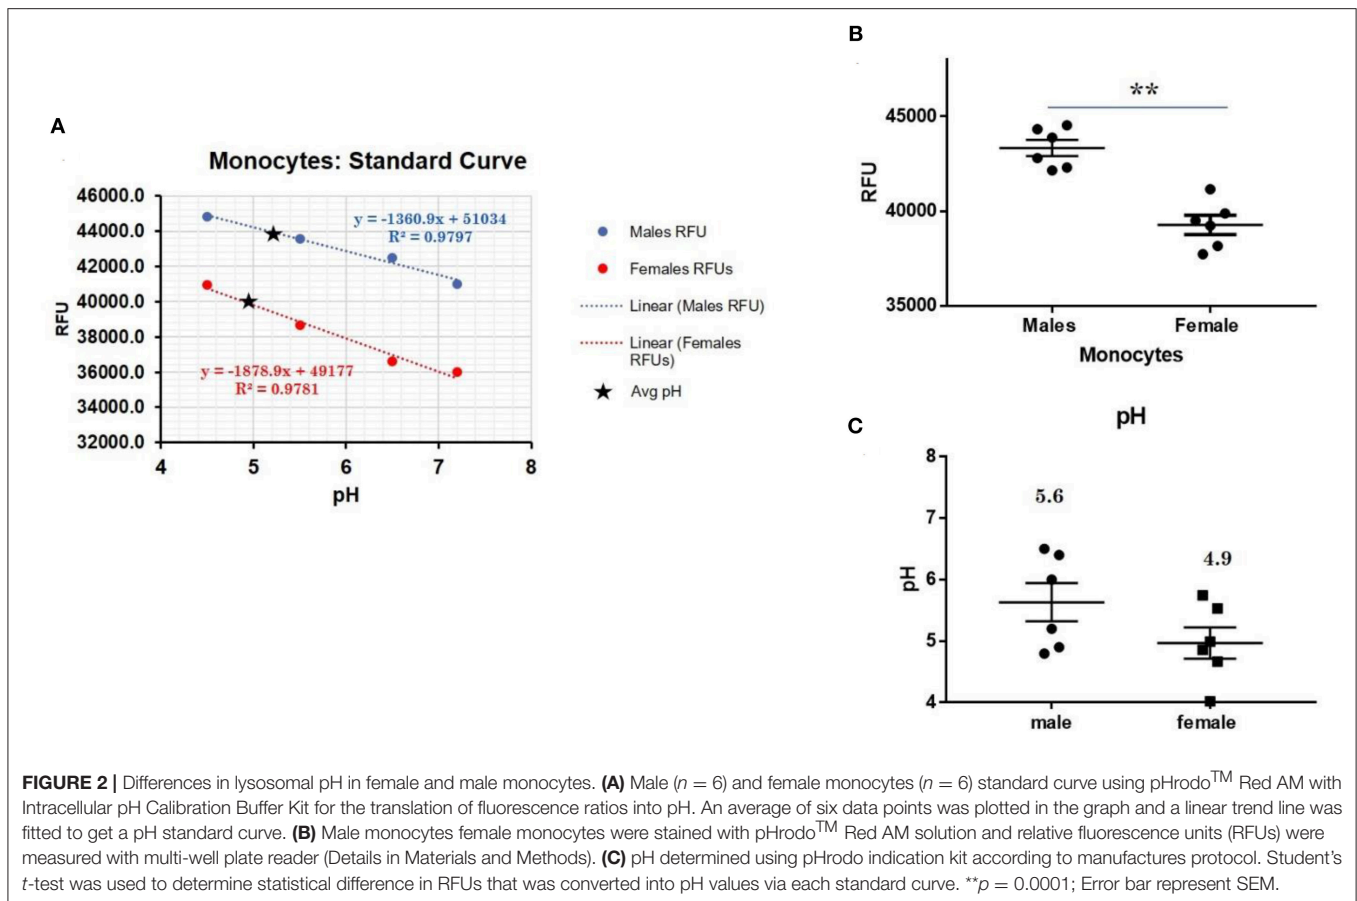 A
Monocytes: Standard Curve
46000.0
44000.0
42000.0
40000.0
38000.0
36000.0
34000.0
32000.0
RFU
y = -1360.9x + 51034
R² = 0.9797
y = -1878.9x + 49177
R² = 0.9781
4 5 6 7 8
pH
Males RFU
Females RFUs
Linear (Males RFU)
Linear (Females
RFUs)
Avg pH
B
**
45000
40000
35000
RFU
Males Female
Monocytes
C
pH
8
7
6
5
4
pH
5.6
4.9
male female
FIGURE 2 | Differences in lysosomal pH in female and male monocytes. (A) Male (n = 6) and female monocytes (n = 6) standard curve using pHrodo™ Red AM with
Intracellular pH Calibration Buffer Kit for the translation of fluorescence ratios into pH. An average of six data points was plotted in the graph and a linear trend line was
fitted to get a pH standard curve. (B) Male monocytes female monocytes were stained with pHrodo™ Red AM solution and relative fluorescence units (RFUs) were
measured with multi-well plate reader (Details in Materials and Methods). (C) pH determined using pHrodo indication kit according to manufactures protocol. Student's
t-test was used to determine statistical difference in RFUs that was converted into pH values via each standard curve. **p = 0.0001; Error bar represent SEM.